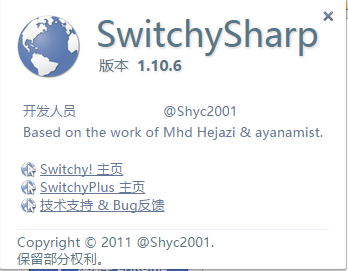 SwitchySharp
版本 1.10.6
开发人员 @Shyc2001
Based on the work of Mhd Hejazi & ayanamist.
Switchy! 主页
SwitchyPlus 主页
技术支持 & Bug反馈
Copyright © 2011 @Shyc2001.
保留部分权利。